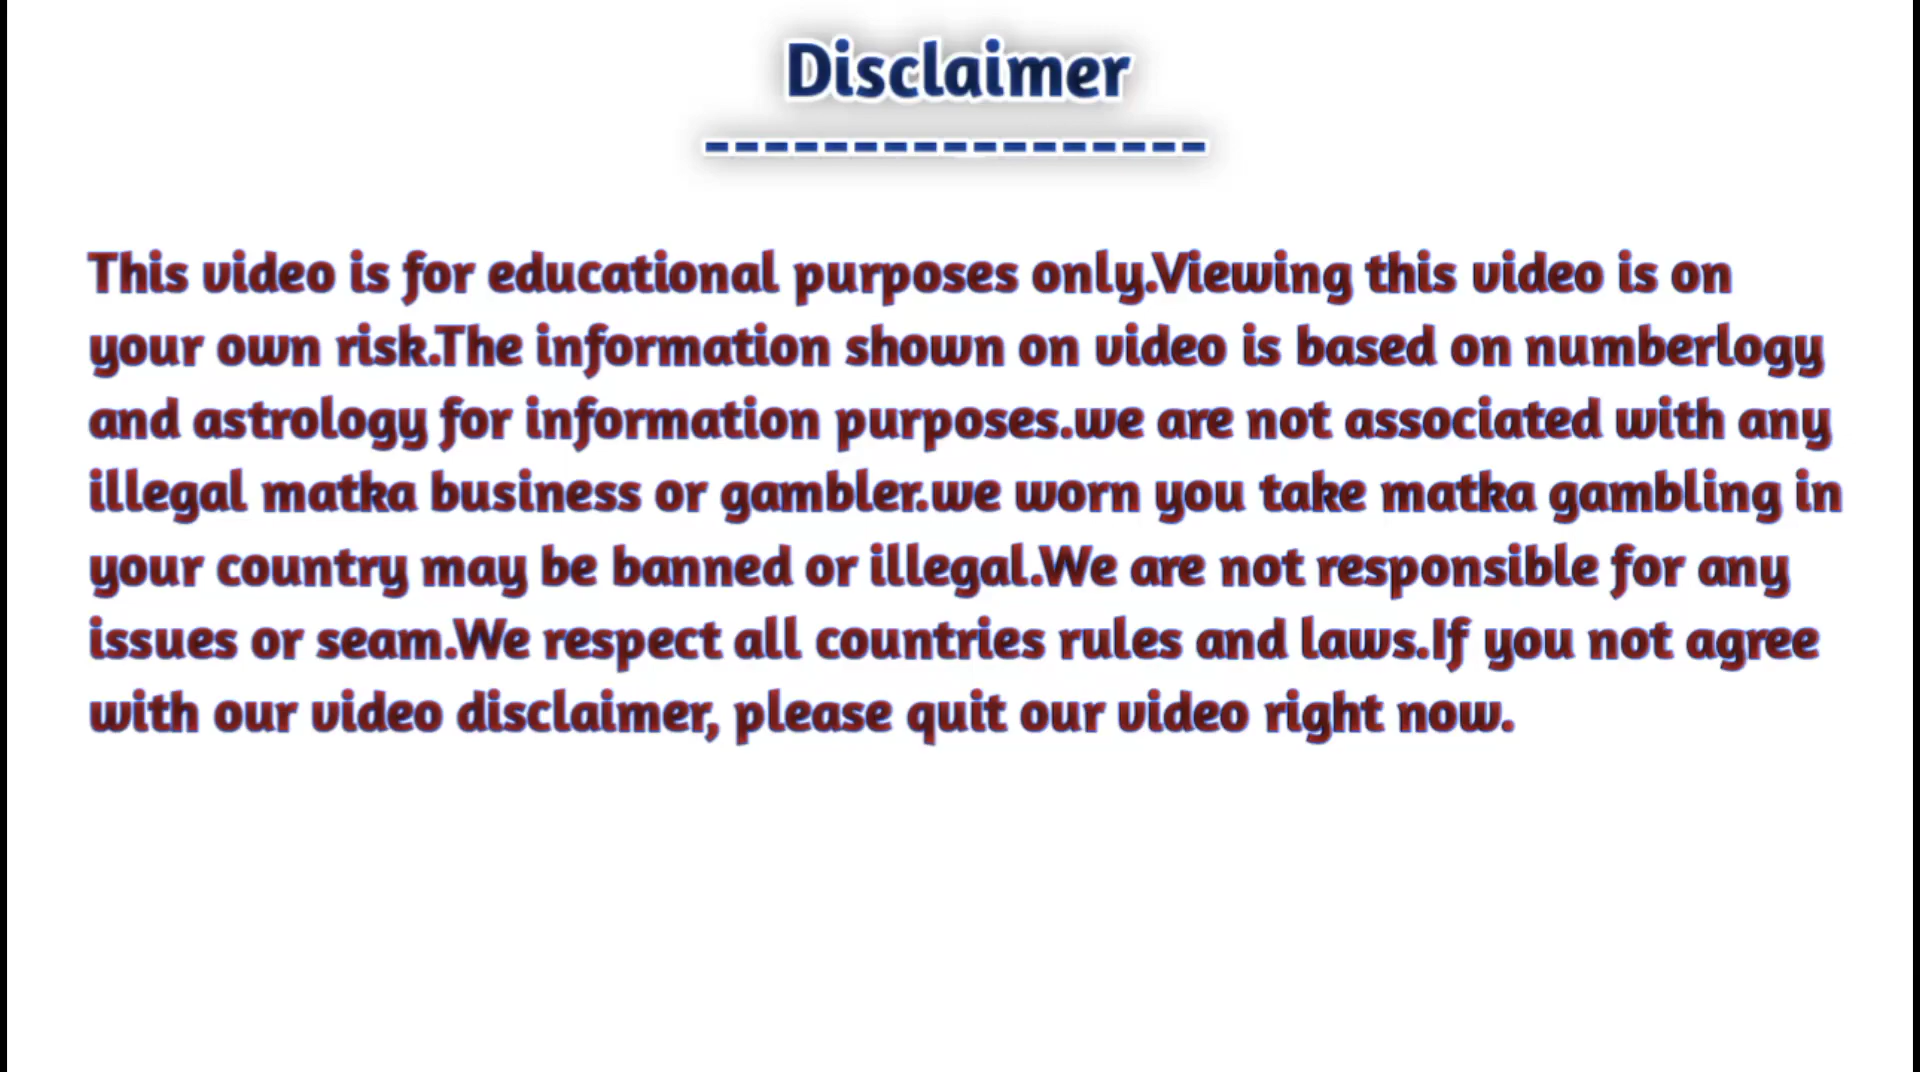 Disclaimer
------------------
This video is for educational purposes only.Viewing this video is on
your own risk.The information shown on video is based on numberlogy
and astrology for information purposes.we are not associated with any
illegal matka business or gambler.we worn you take matka gambling in
your country may be banned or illegal.We are not responsible for any
issues or seam.We respect all countries rules and laws.If you not agree
with our video disclaimer, please quit our video right now.